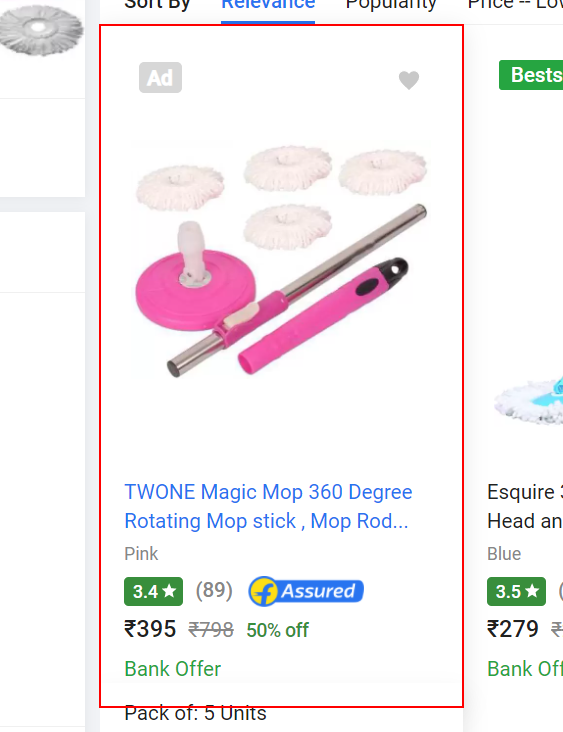 Sort By Relevance Popularity Price -- Low
Ad
TWONE Magic Mop 360 Degree
Rotating Mop stick , Mop Rod...
Pink
3.4★ (89) f Assured
₹395 ₹798 50% off
Bank Offer
Pack of: 5 Units
Bests
Esquire
Head an
Blue
3.5★ (
₹279 ₹
Bank Off